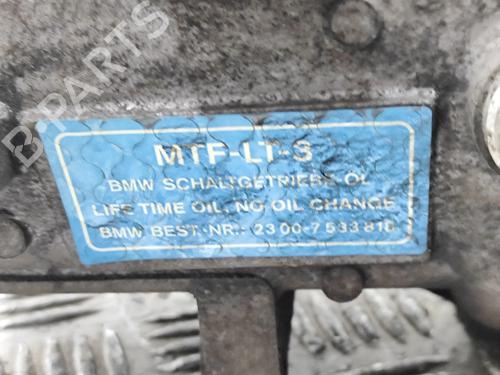 B-PARTS
MTF-LT-3
BMW SCHALTGETRIEBE ÖL
LIFE TIME OIL, NO OIL CHANGE
BMW BEST.-NR.: 23 00-7 533 818